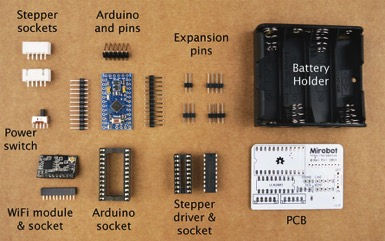 Stepper
sockets
Arduino
and pins
Expansion
pins
Battery
Holder
Power
switch
WiFi module
& socket
Arduino
socket
Stepper
driver & socket
PCB
Mirobot